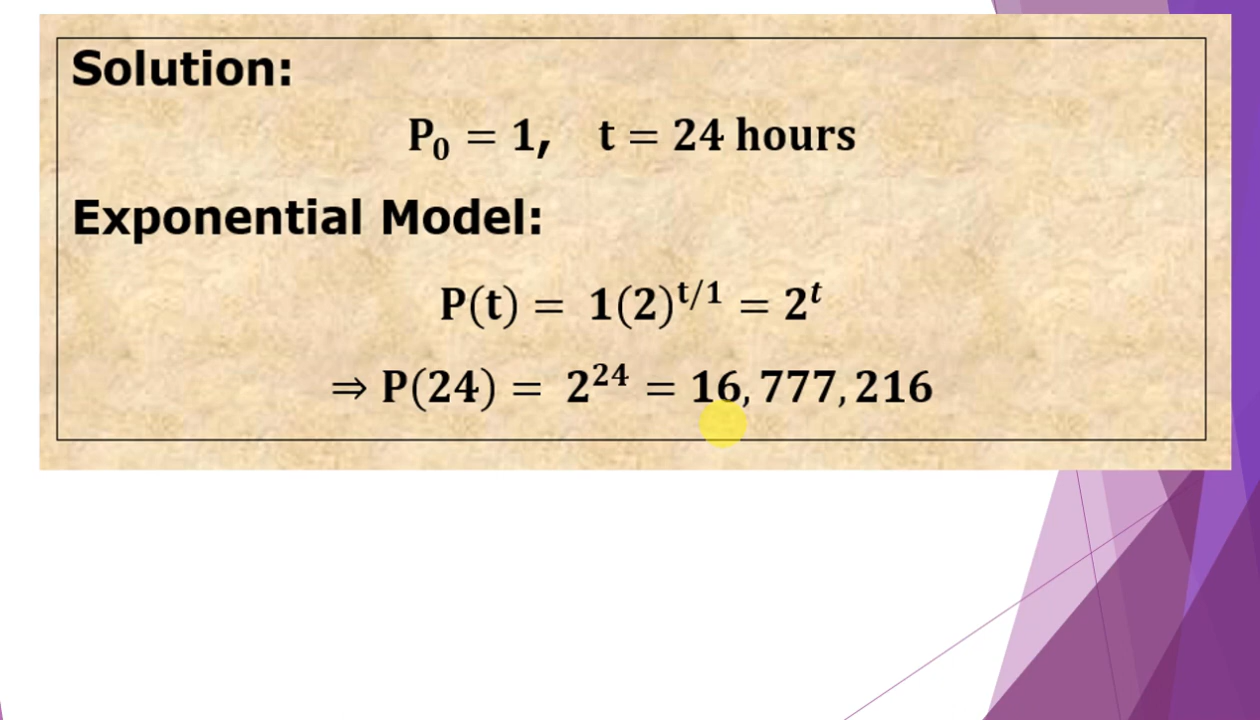 Solution:
P₀ = 1, t = 24 hours
Exponential Model:
P(t) = 1(2)^{t/1} = 2^t
⇒ P(24) = 2^{24} = 16,777,216